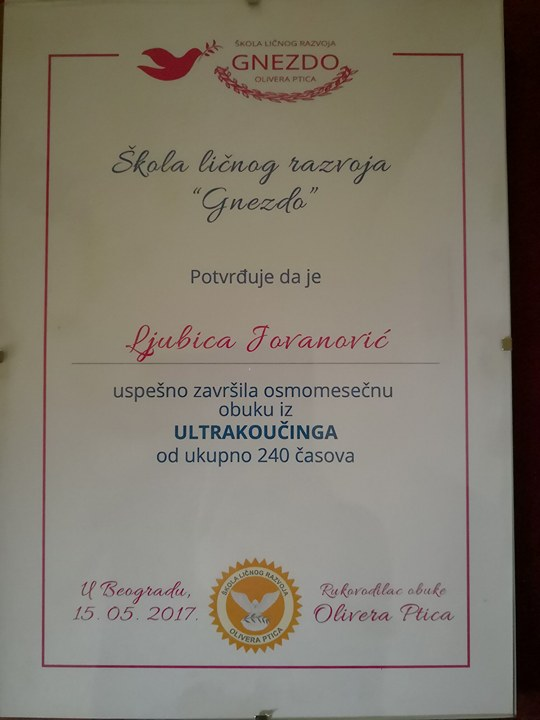 ŠKOLA LIČNOG RAZVOJA
GNEZDO
OLIVERA PTICA
Škola ličnog razvoja
“Gnezdo”
Potvrđuje da je
Ljubica Jovanović
uspešno završila osmomesečnu
obuku iz
ULTRAKOUČINGA
od ukupno 240 časova
U Beogradu,
15. 05. 2017.
ŠKOLA LIČNOG RAZVOJA
OLIVERA PTICA
Rukovodilac obuke
Olivera Ptica